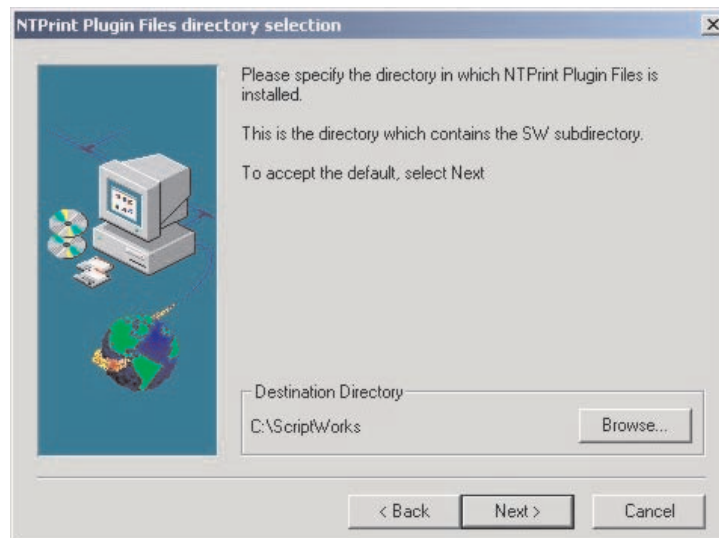 NTPrint Plugin Files directory selection
Please specify the directory in which NTPrint Plugin Files is
installed.
This is the directory which contains the SW subdirectory.
To accept the default, select Next
Destination Directory
C:\ScriptWorks
Browse...
< Back
Next >
Cancel